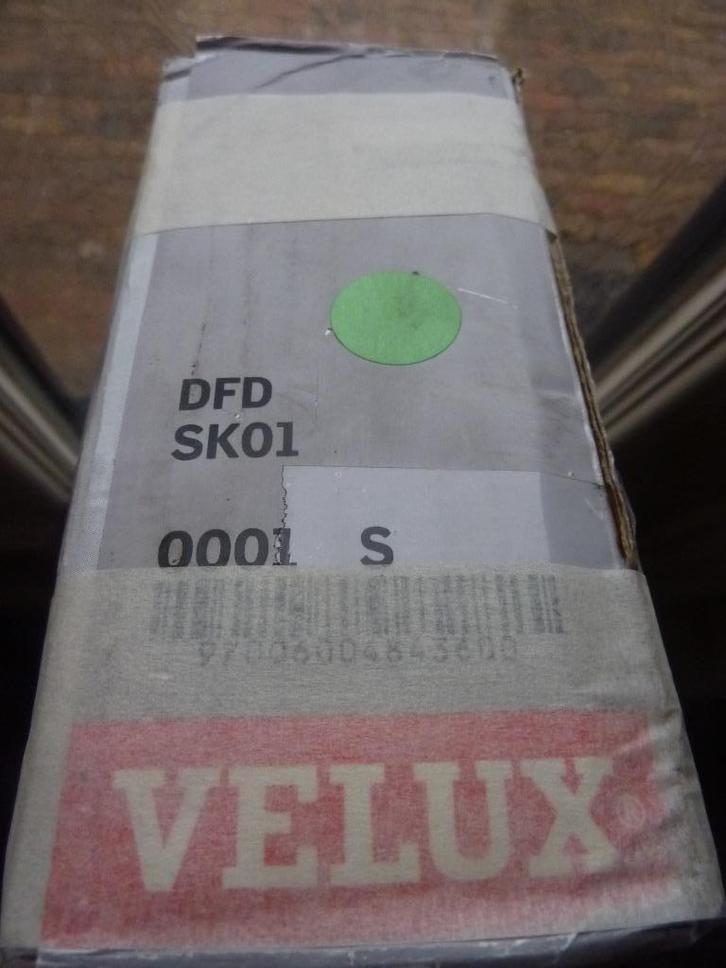 DFD
SK01
0001 S
VELUX®